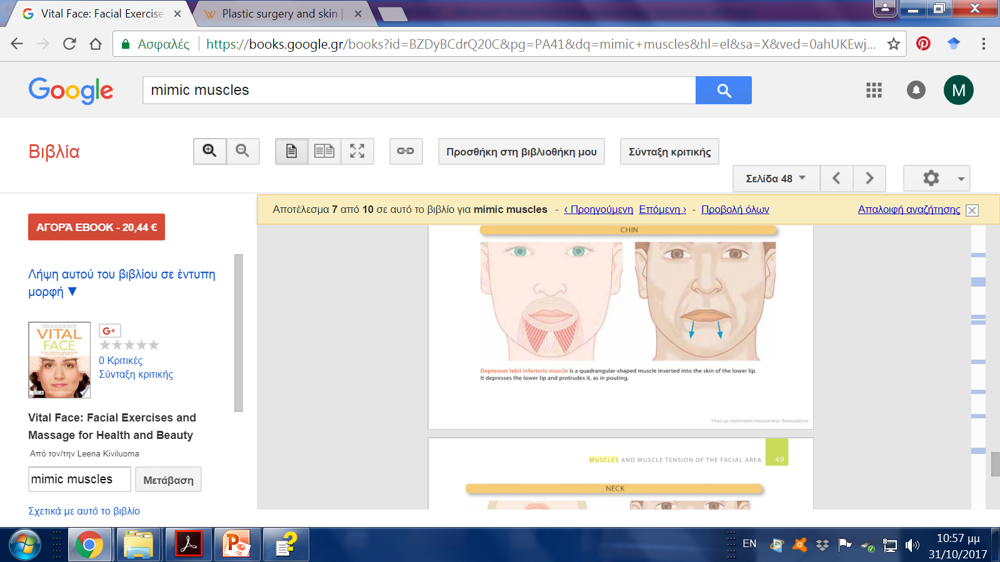 Vital Face: Facial Exercise
Plastic surgery and skin |
Ασφαλές
https://books.google.gr/books?id=BZDyBCdrQ20C&pg=PA41&dq=mimic+muscles&hl=el&sa=X&ved=0ahUKEwj...
Google
mimic muscles
M
Βιβλία
Προσθήκη στη βιβλιοθήκη μου
Σύνταξη κριτικής
Σελίδα 48
Αποτέλεσμα 7 από 10 σε αυτό το βιβλίο για mimic muscles - ‹ Προηγούμενη Επόμενη › - Προβολή όλων
Απαλοιφή αναζήτησης
ΑΓΟΡΆ EBOOK - 20,44 €
Λήψη αυτού του βιβλίου σε έντυπη
μορφή ▼
VITAL
FACE
G+
0 Κριτικές
Σύνταξη κριτικής
Vital Face: Facial Exercises and
Massage for Health and Beauty
Από τον/την Leena Kiviluoma
mimic muscles
Μετάβαση
Σχετικά με αυτό το βιβλίο
CHIN
Depressor labii inferioris muscle is a quadrangular-shaped muscle inserted into the skin of the lower lip.
It depresses the lower lip and protrudes it, as in pouting.
Υλικό με προστασία πνευματικών δικαιωμάτων
MUSCLES AND MUSCLE TENSION OF THE FACIAL AREA 49
NECK
EN
10:57 μμ
31/10/2017